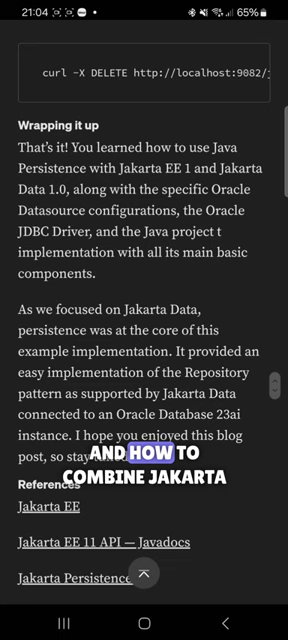 21:04
65%
curl -X DELETE http://localhost:9082/j
Wrapping it up
That's it! You learned how to use Java
Persistence with Jakarta EE 1 and Jakarta
Data 1.0, along with the specific Oracle
Datasource configurations, the Oracle
JDBC Driver, and the Java project t
implementation with all its main basic
components.
As we focused on Jakarta Data,
persistence was at the core of this
example implementation. It provided an
easy implementation of the Repository
pattern as supported by Jakarta Data
connected to an Oracle Database 23ai
instance. I hope you enjoyed this blog
post, so stay
AND HOW TO
COMBINE JAKARTA
References
Jakarta EE
Jakarta EE 11 API — Javadocs
Jakarta Persistence